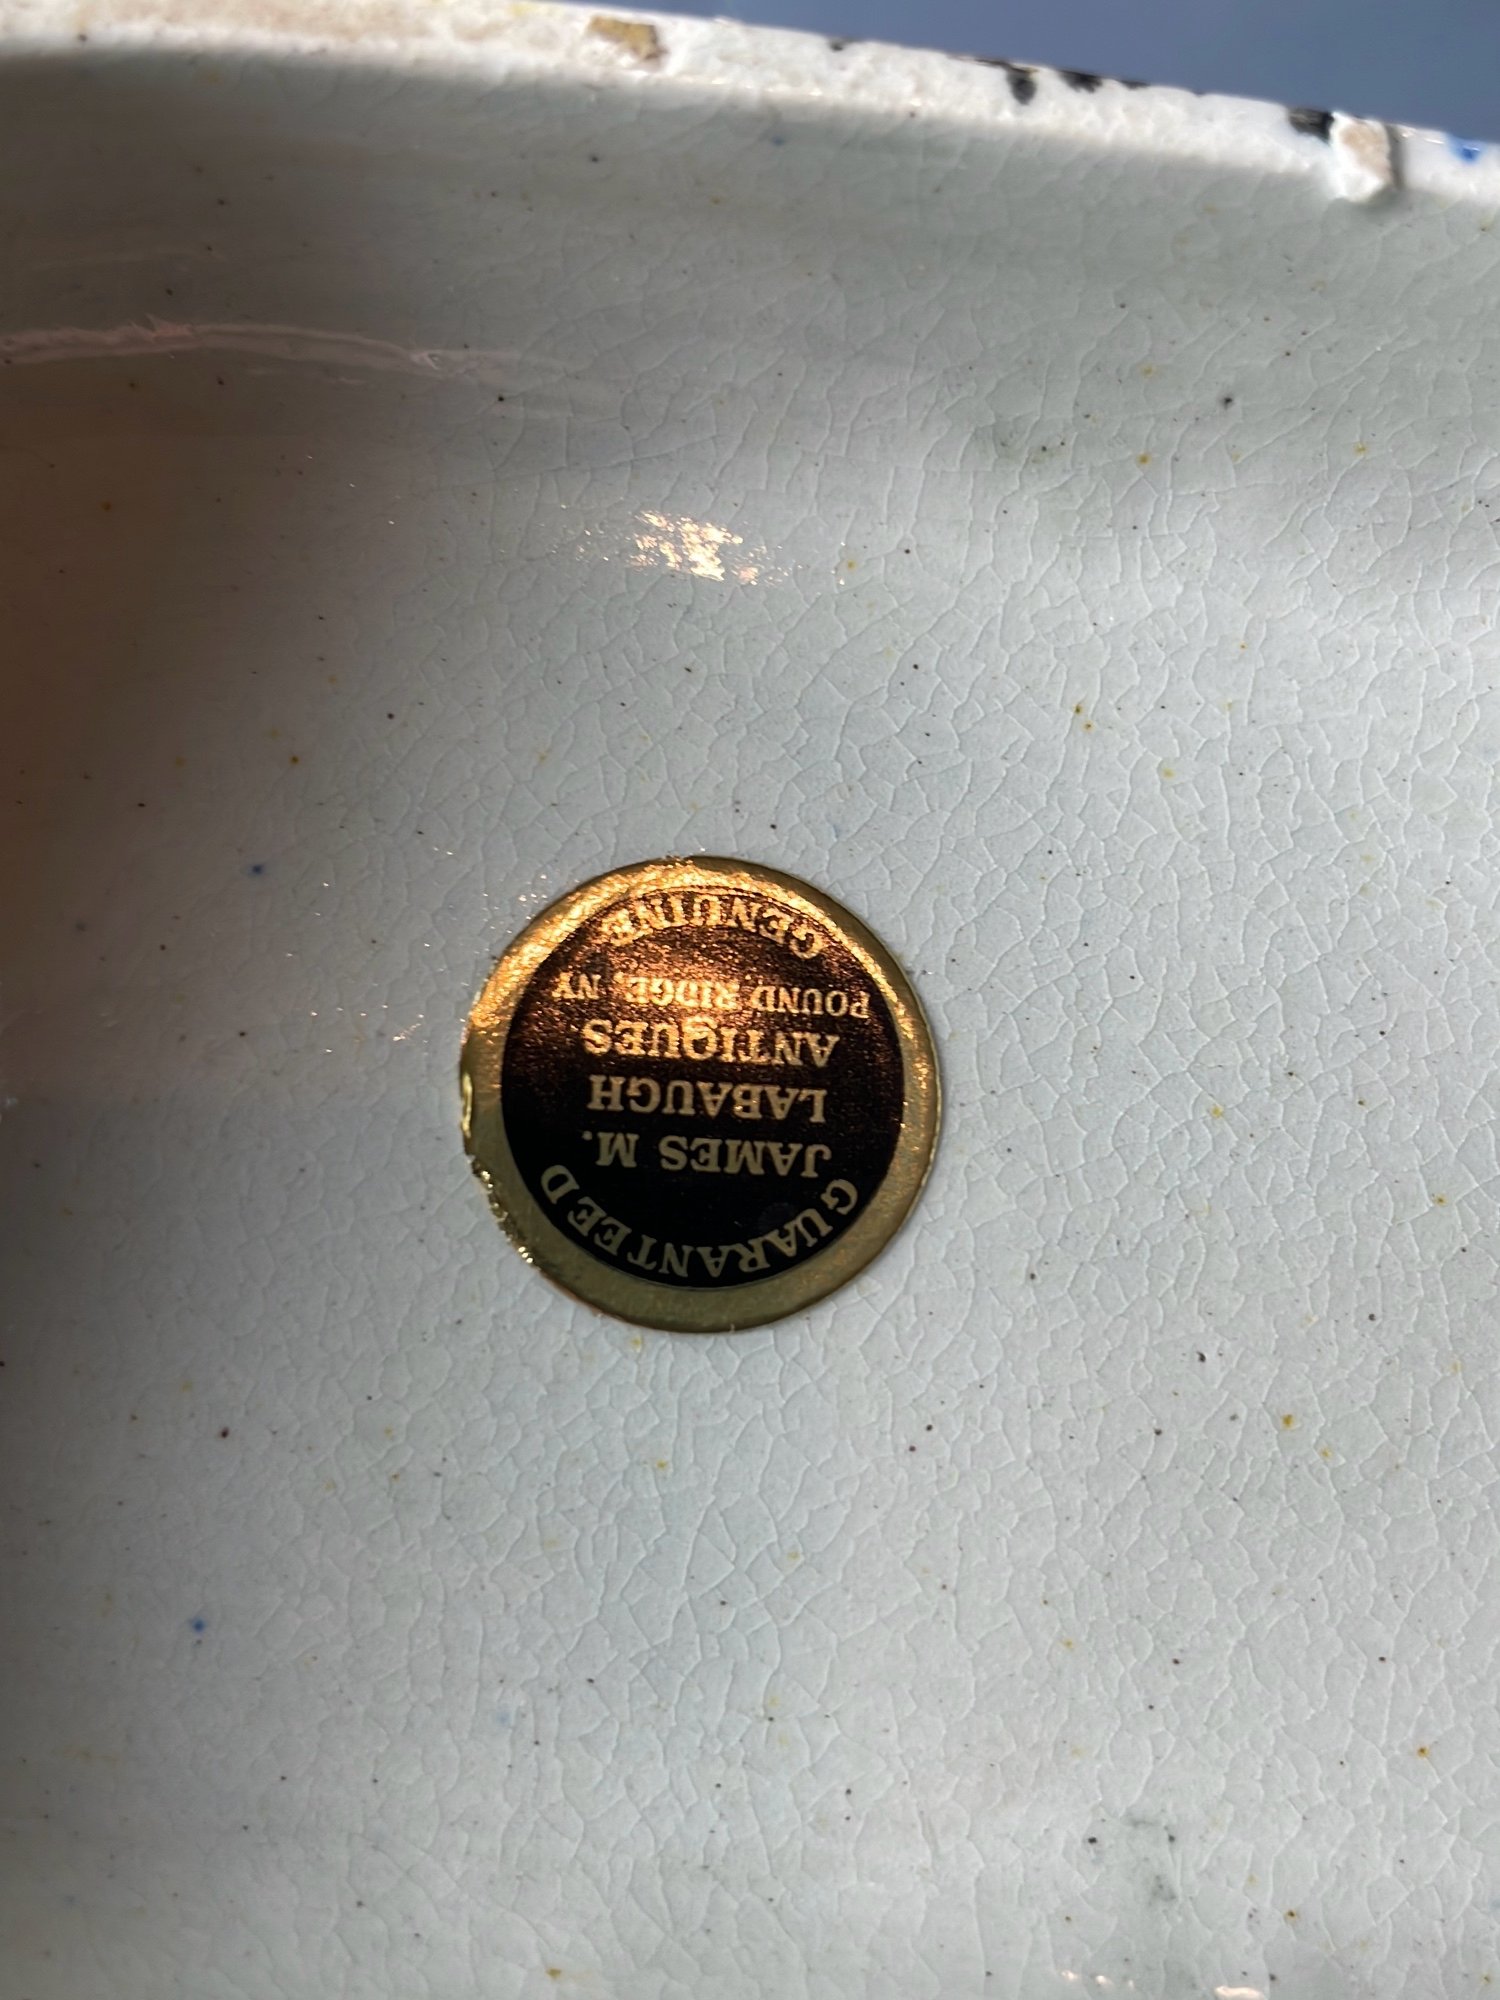 GUARANTEED
JAMES M.
LABAUGH
ANTIQUES
POUND RIDGE, NY
GENUINE